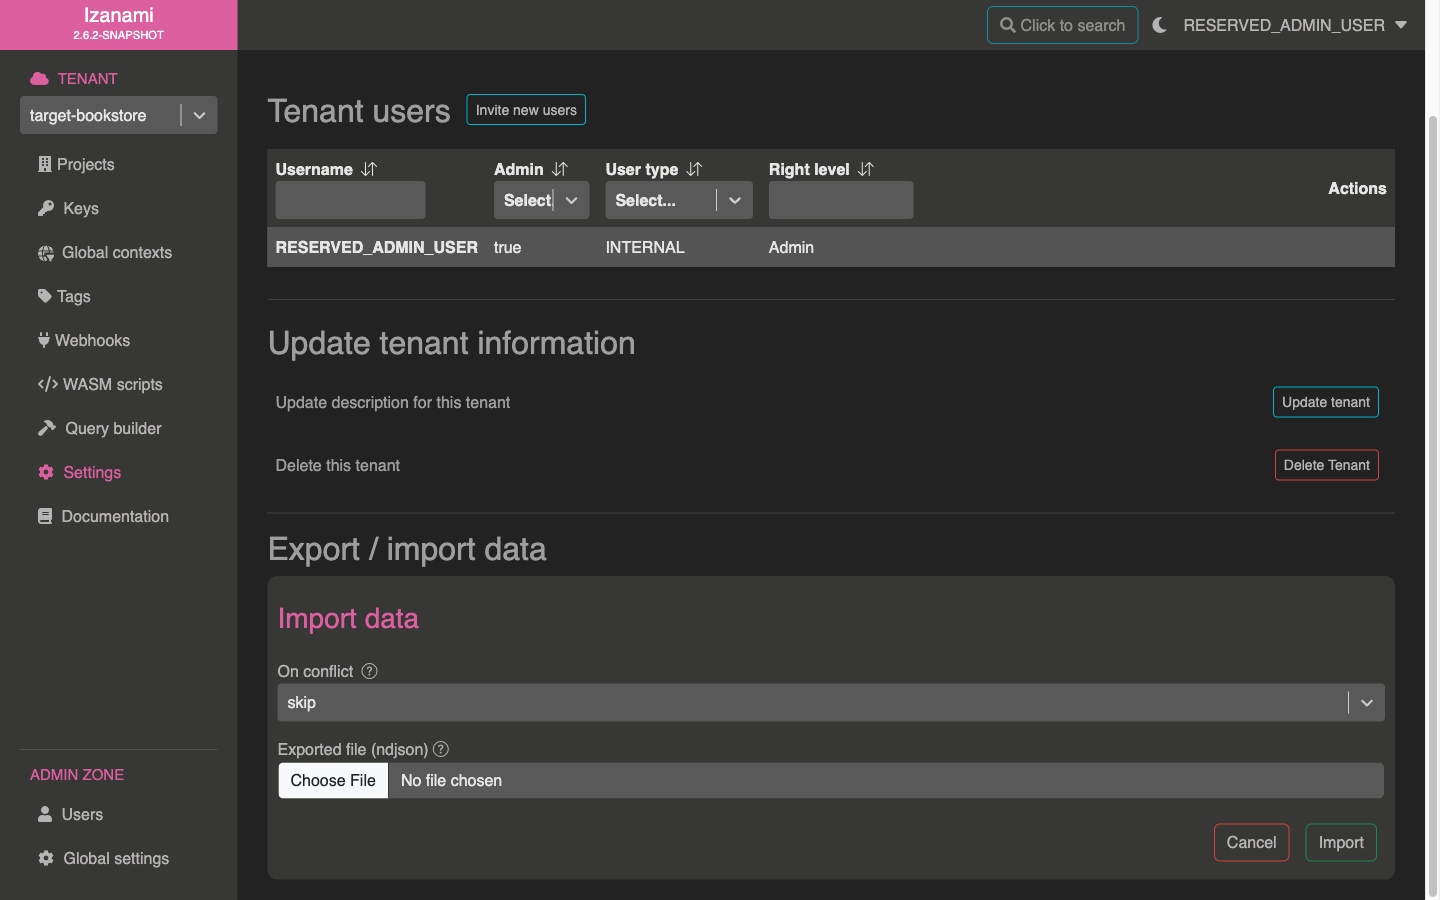 Izanami
2.6.2-SNAPSHOT
Click to search
RESERVED_ADMIN_USER
TENANT
target-bookstore
Projects
Keys
Global contexts
Tags
Webhooks
WASM scripts
Query builder
Settings
Documentation
ADMIN ZONE
Users
Global settings
Tenant users
Invite new users
Username
Admin
User type
Right level
Actions
Select
Select...
RESERVED_ADMIN_USER true INTERNAL Admin
Update tenant information
Update description for this tenant
Update tenant
Delete this tenant
Delete Tenant
Export / import data
Import data
On conflict
skip
Exported file (ndjson)
Choose File No file chosen
Cancel
Import